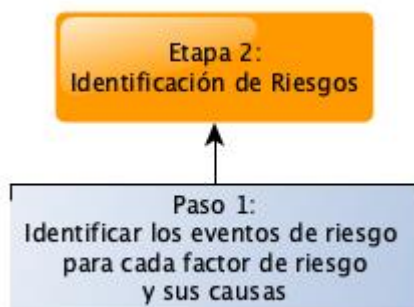 Etapa 2:
Identificación de Riesgos
Paso 1:
Identificar los eventos de riesgo
para cada factor de riesgo
y sus causas